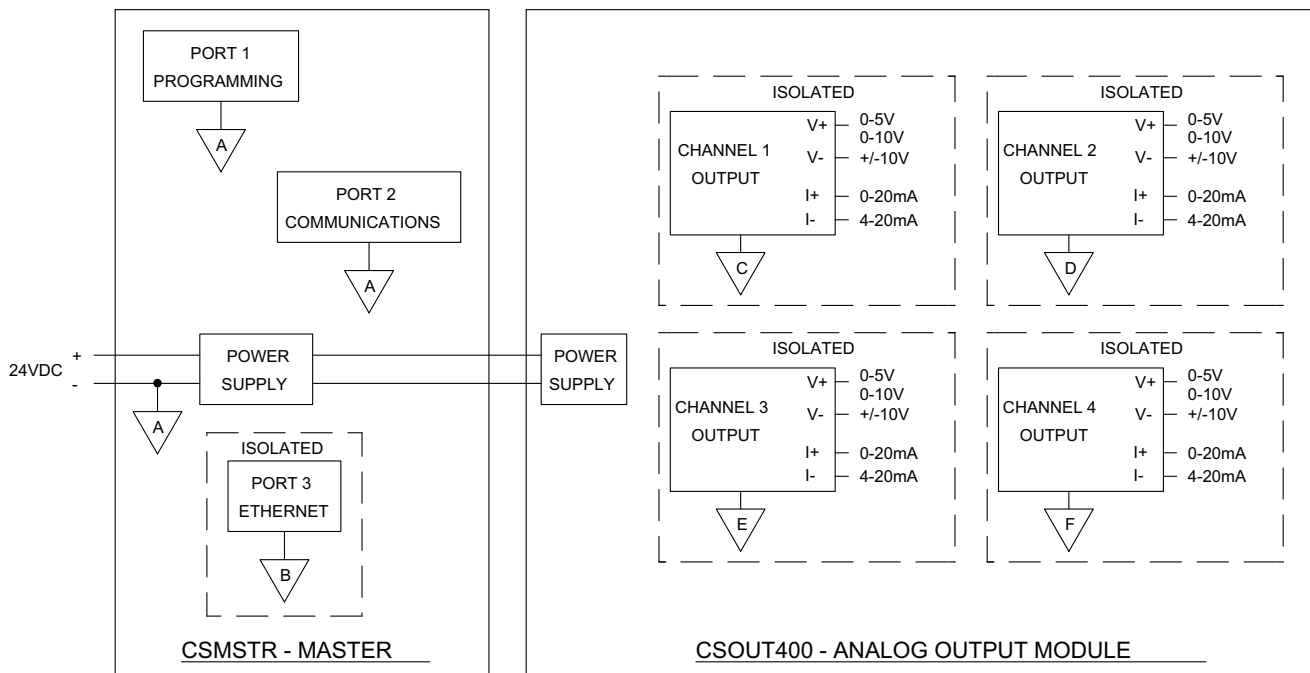 PORT 1
PROGRAMMING
A
PORT 2
COMMUNICATIONS
A
24VDC
+
-
POWER
SUPPLY
A
ISOLATED
PORT 3
ETHERNET
B
CSMSTR - MASTER
POWER
SUPPLY
ISOLATED
CHANNEL 1
OUTPUT
V+ 0-5V
0-10V
V- +/-10V
I+ 0-20mA
I- 4-20mA
C
ISOLATED
CHANNEL 2
OUTPUT
V+ 0-5V
0-10V
V- +/-10V
I+ 0-20mA
I- 4-20mA
D
ISOLATED
CHANNEL 3
OUTPUT
V+ 0-5V
0-10V
V- +/-10V
I+ 0-20mA
I- 4-20mA
E
ISOLATED
CHANNEL 4
OUTPUT
V+ 0-5V
0-10V
V- +/-10V
I+ 0-20mA
I- 4-20mA
F
CSOUT400 - ANALOG OUTPUT MODULE